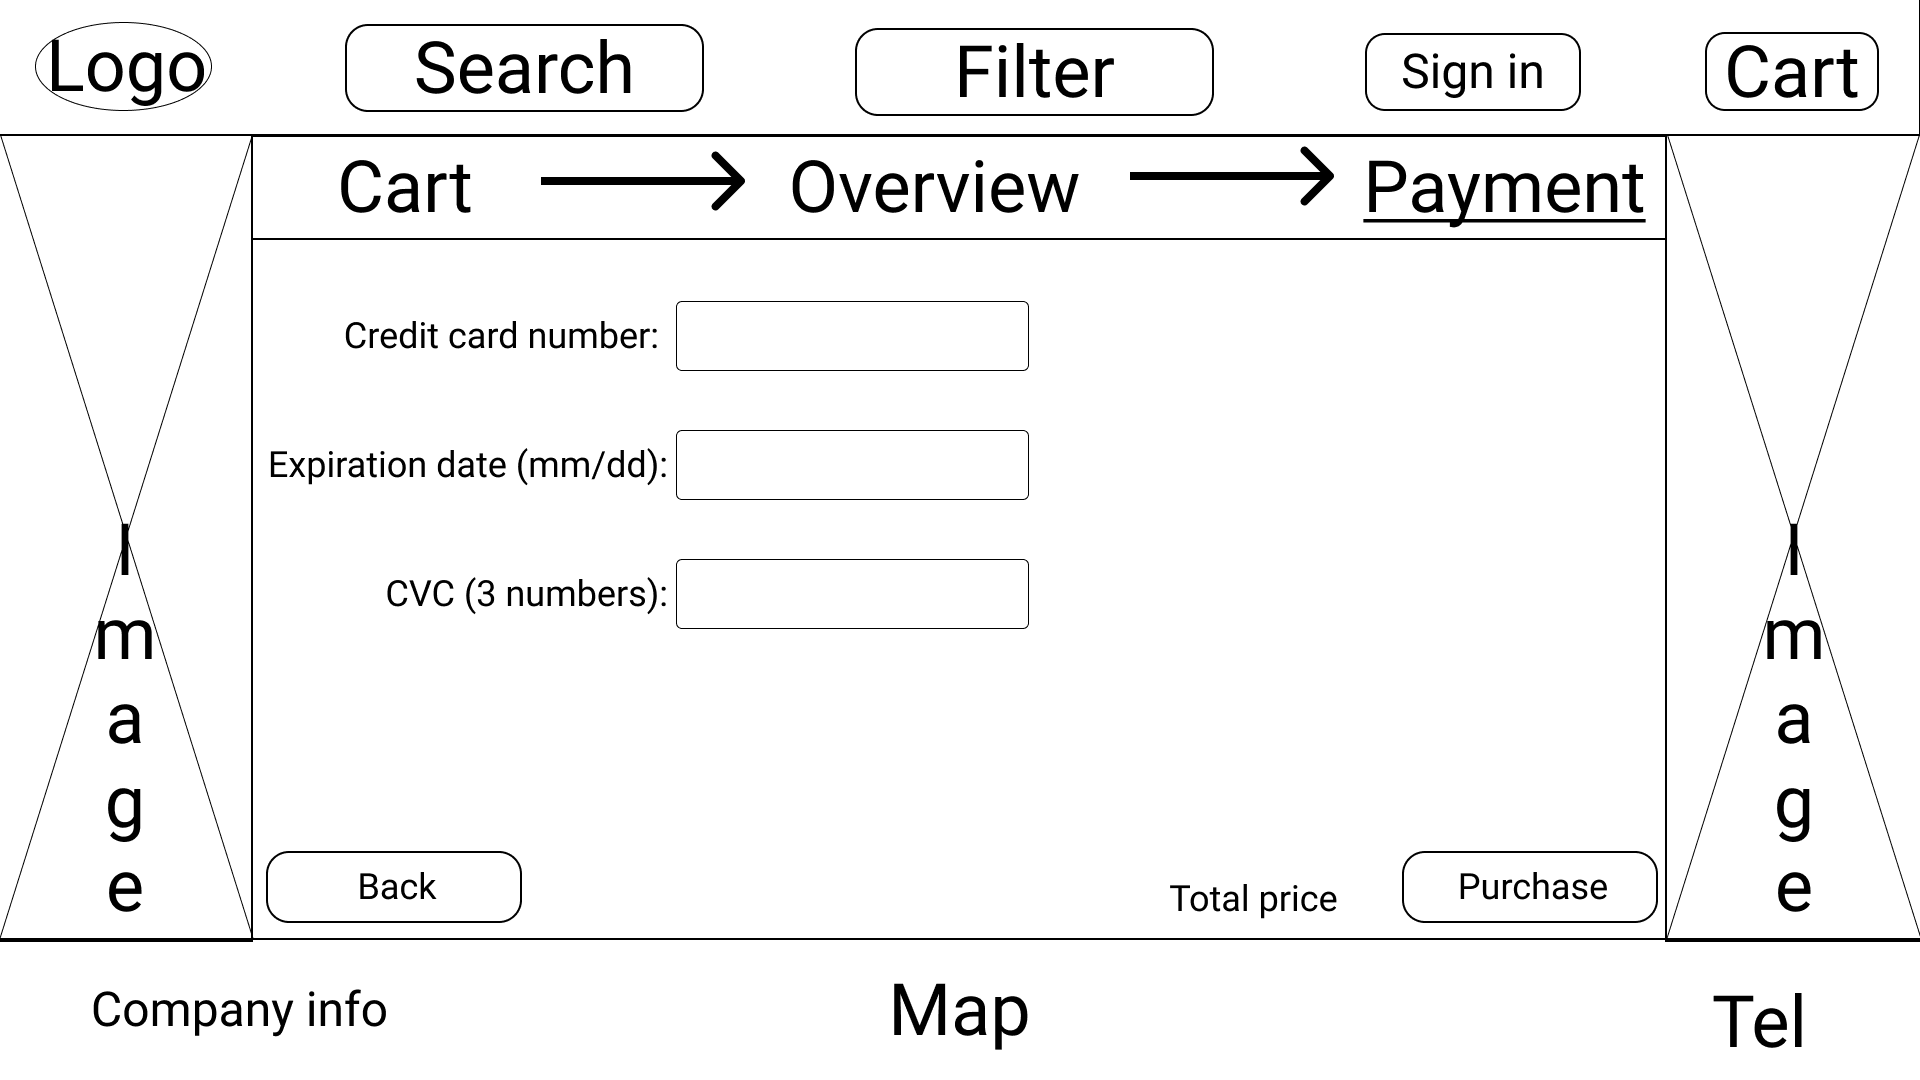 Logo
Search
Filter
Sign in
Cart
Cart
Overview
Payment
Credit card number:
Expiration date (mm/dd):
CVC (3 numbers):
Image
Image
Back
Total price
Purchase
Company info
Map
Tel